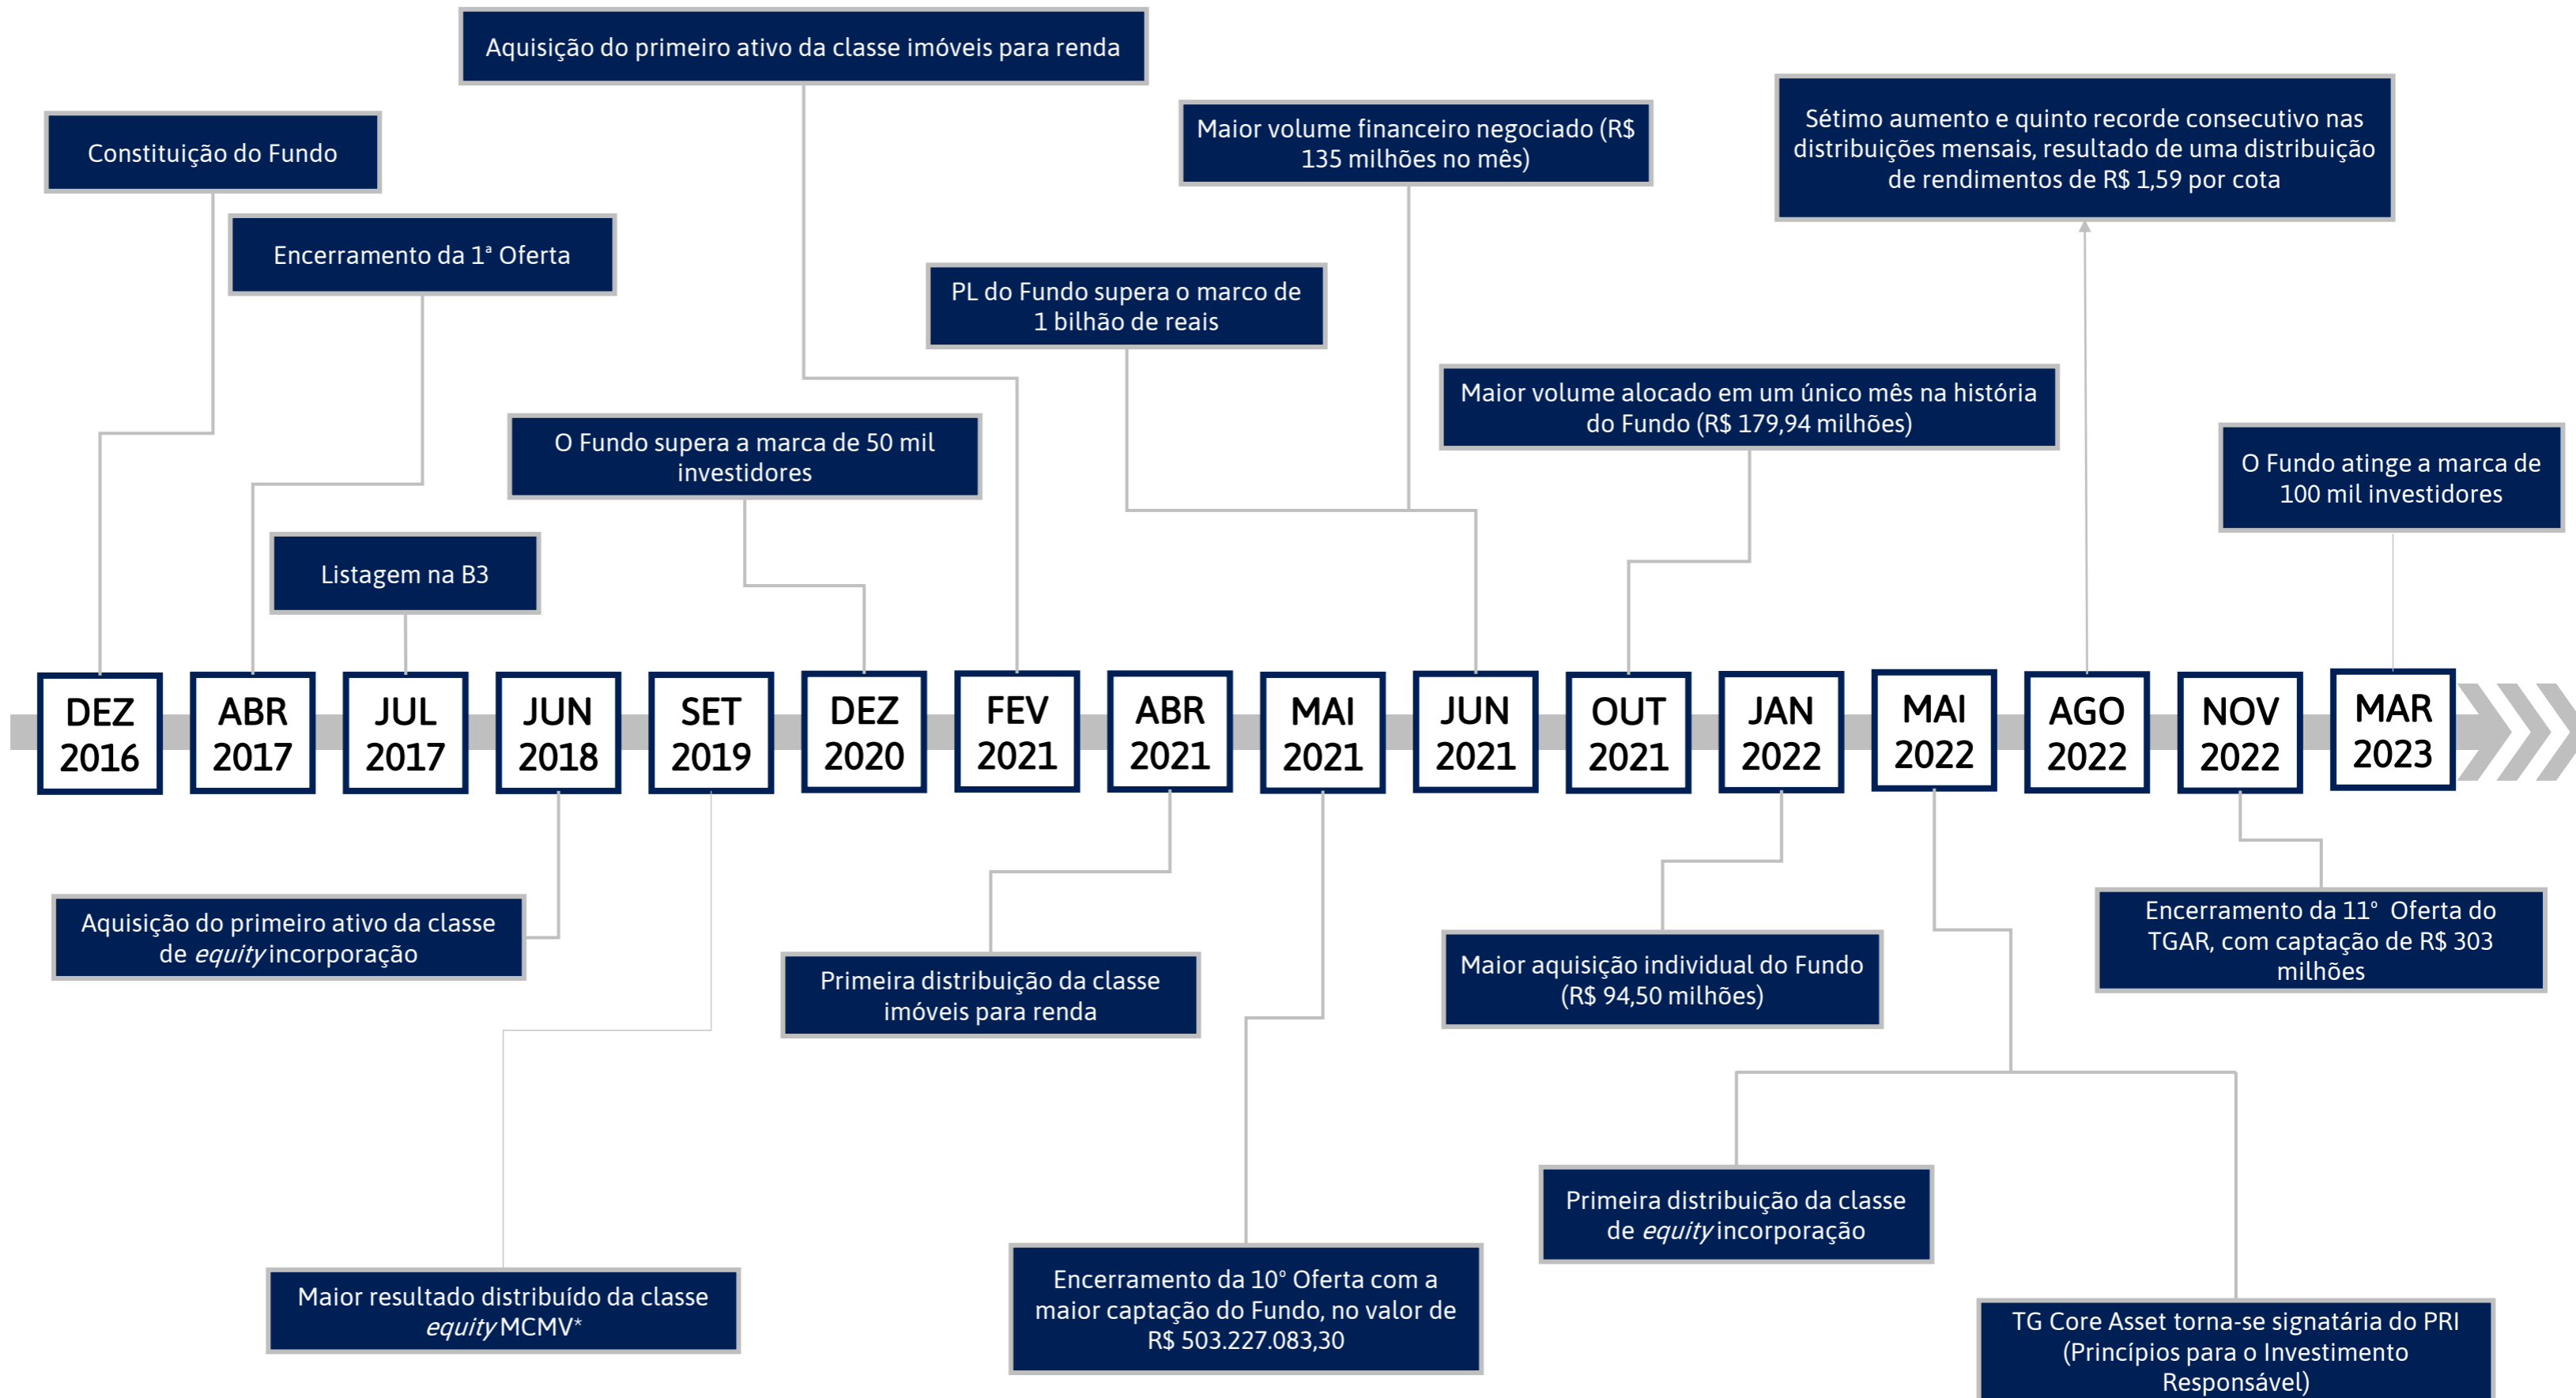 Aquisição do primeiro ativo da classe imóveis para renda
Constituição do Fundo
Maior volume financeiro negociado (R$
135 milhões no mês)
Sétimo aumento e quinto recorde consecutivo nas
distribuições mensais, resultado de uma distribuição
de rendimentos de R$ 1,59 por cota
Encerramento da 1ª Oferta
PL do Fundo supera o marco de
1 bilhão de reais
Maior volume alocado em um único mês na história
do Fundo (R$ 179,94 milhões)
O Fundo supera a marca de 50 mil
investidores
O Fundo atinge a marca de
100 mil investidores
Listagem na B3
DEZ
2016
ABR
2017
JUL
2017
JUN
2018
SET
2019
DEZ
2020
FEV
2021
ABR
2021
MAI
2021
JUN
2021
OUT
2021
JAN
2022
MAI
2022
AGO
2022
NOV
2022
MAR
2023
Aquisição do primeiro ativo da classe
de equity incorporação
Primeira distribuição da classe
imóveis para renda
Maior aquisição individual do Fundo
(R$ 94,50 milhões)
Encerramento da 11° Oferta do
TGAR, com captação de R$ 303
milhões
Primeira distribuição da classe
de equity incorporação
Maior resultado distribuído da classe
equity MCMV*
Encerramento da 10° Oferta com a
maior captação do Fundo, no valor de
R$ 503.227.083,30
TG Core Asset torna-se signatária do PRI
(Princípios para o Investimento
Responsável)